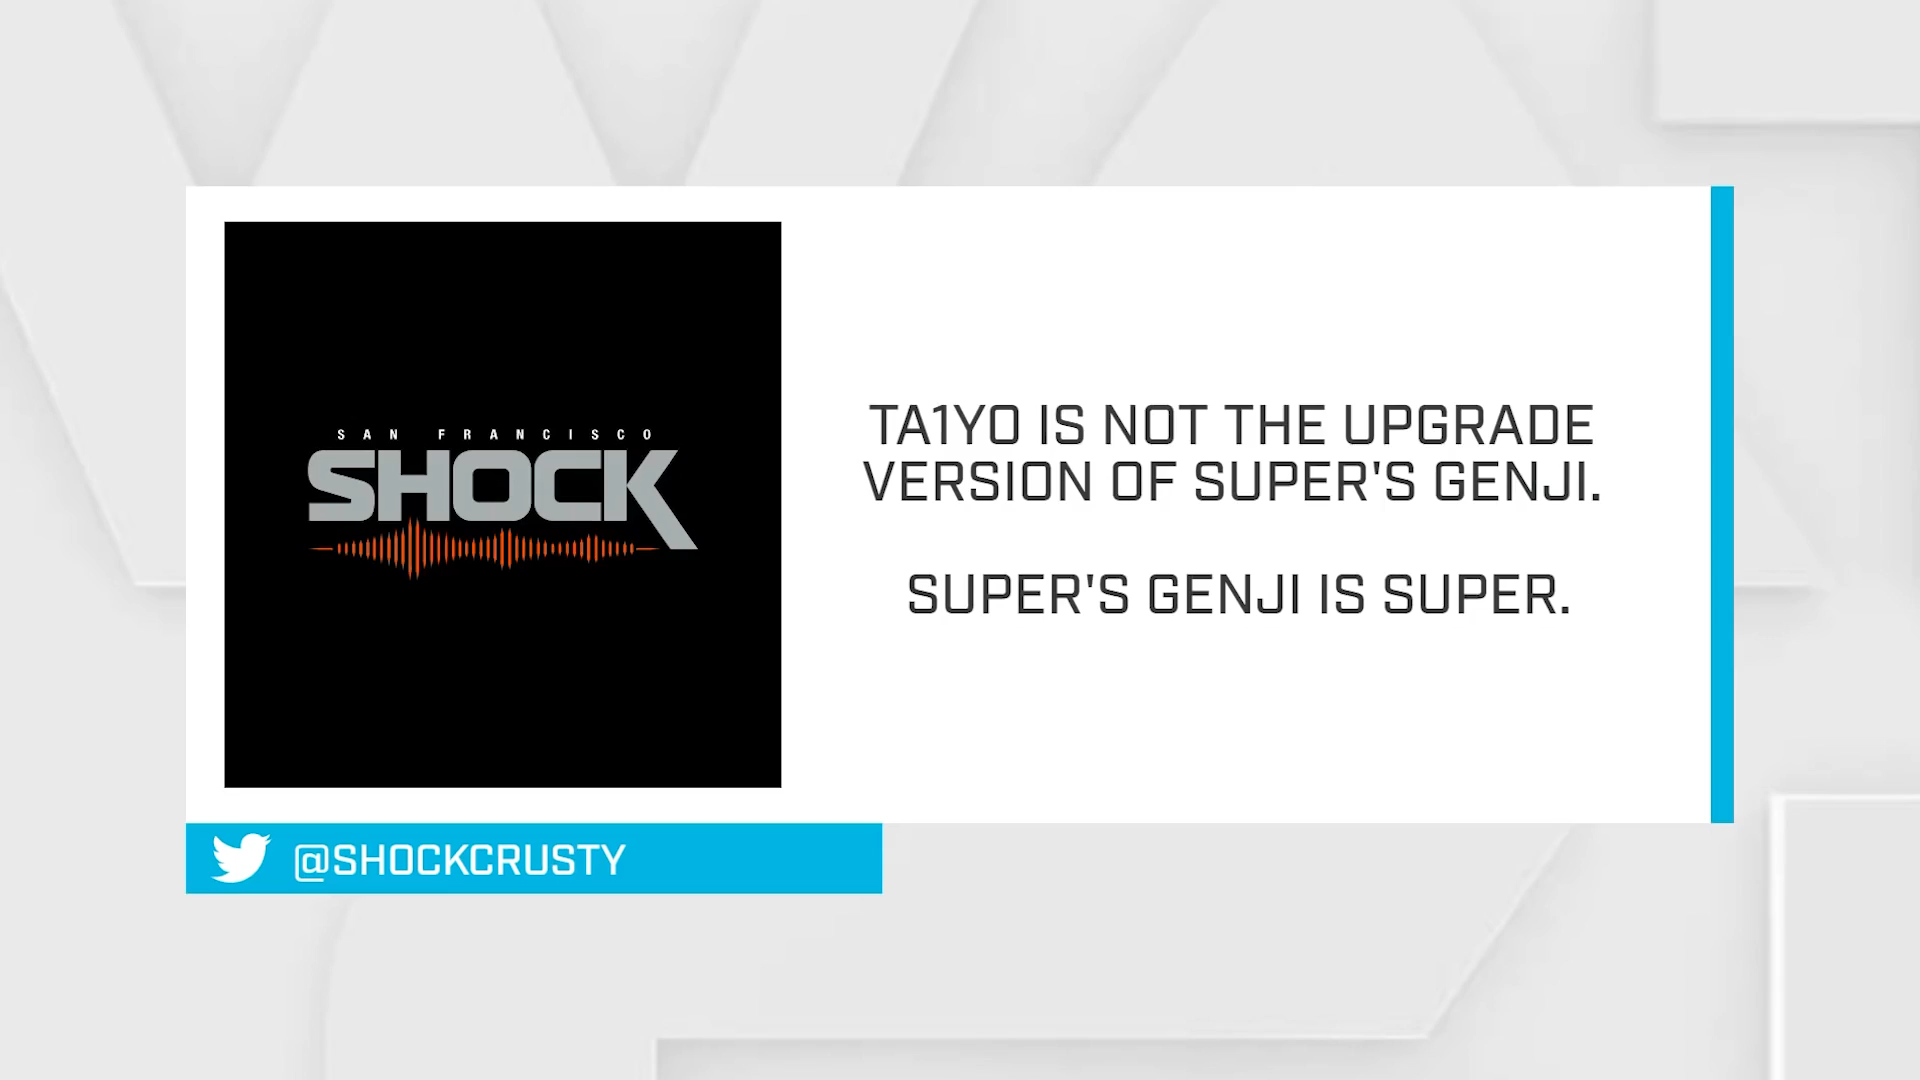 SAN FRANCISCO
SHOCK
TA1YO IS NOT THE UPGRADE
VERSION OF SUPER'S GENJI.
SUPER'S GENJI IS SUPER.
@SHOCKCRUSTY